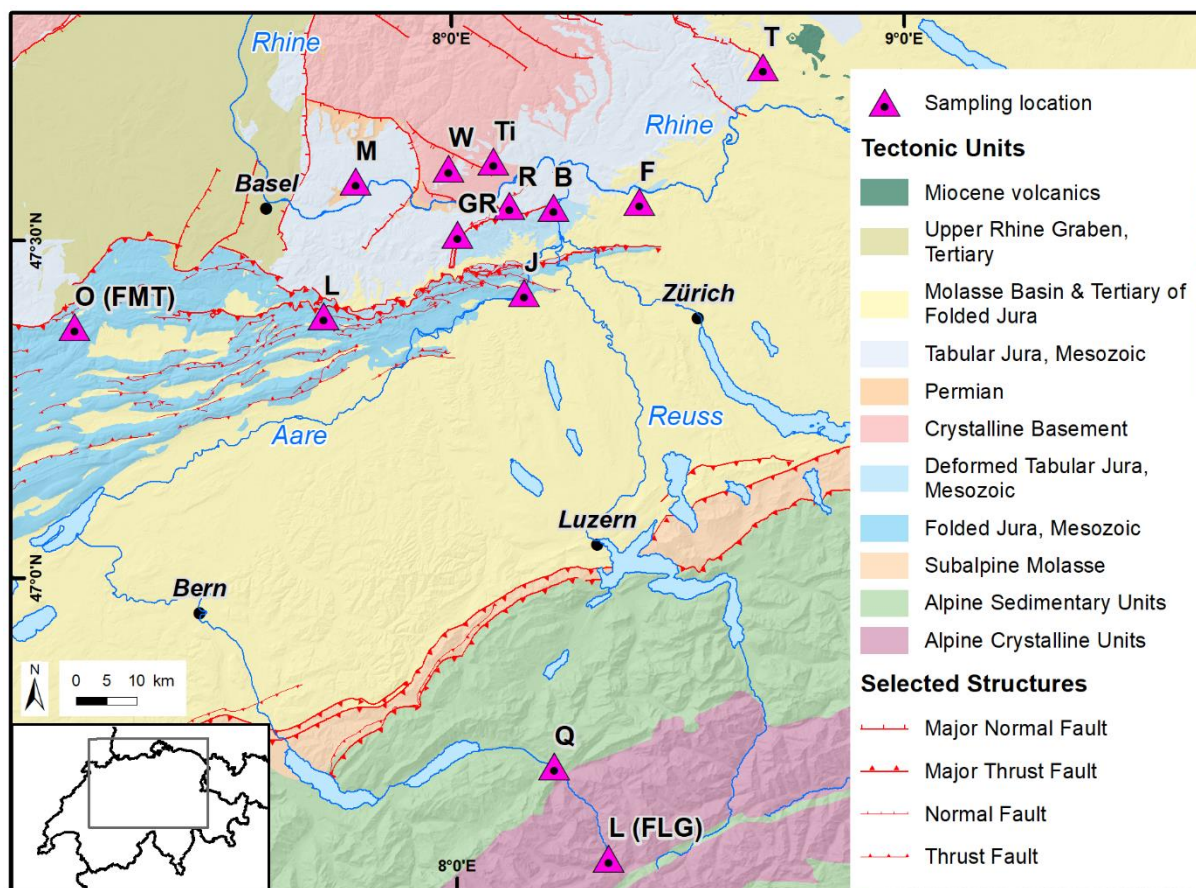 8°0'E
9°0'E
Rhine
T
Rhine
W
Ti
M
Basel
R
B
F
GR
47°30'N
J
O (FMT)
L
Zürich
Aare
Reuss
Luzern
47°0'N
Bern
N
0 5 10 km
Q
L (FLG)
8°0'E
Sampling location
Tectonic Units
Miocene volcanics
Upper Rhine Graben,
Tertiary
Molasse Basin & Tertiary of
Folded Jura
Tabular Jura, Mesozoic
Permian
Crystalline Basement
Deformed Tabular Jura,
Mesozoic
Folded Jura, Mesozoic
Subalpine Molasse
Alpine Sedimentary Units
Alpine Crystalline Units
Selected Structures
Major Normal Fault
Major Thrust Fault
Normal Fault
Thrust Fault